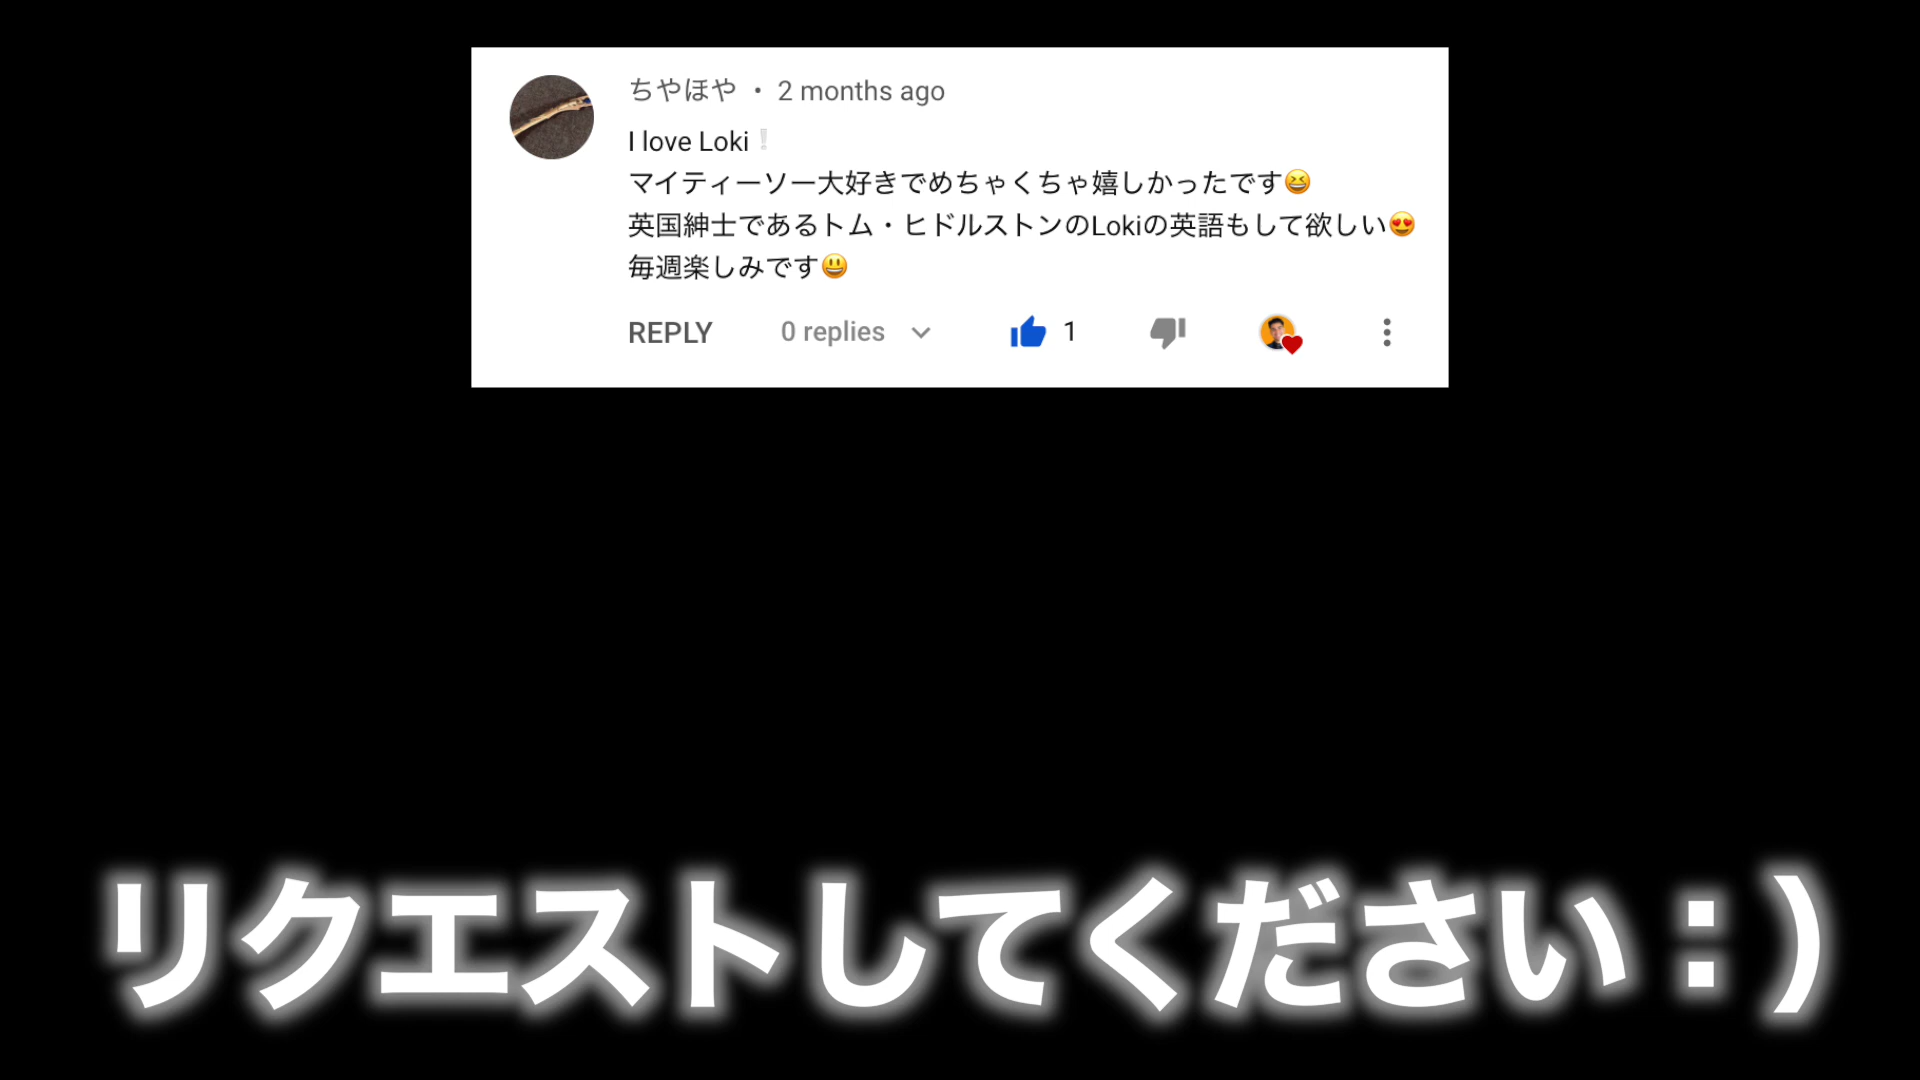 ちやほや • 2 months ago
I love Loki❕
マイティーソー大好きでめちゃくちゃ嬉しかったです😆
英国紳士であるトム・ヒドルストンのLokiの英語もして欲しい😍
毎週楽しみです😃
REPLY 0 replies 1
リクエストしてください：)